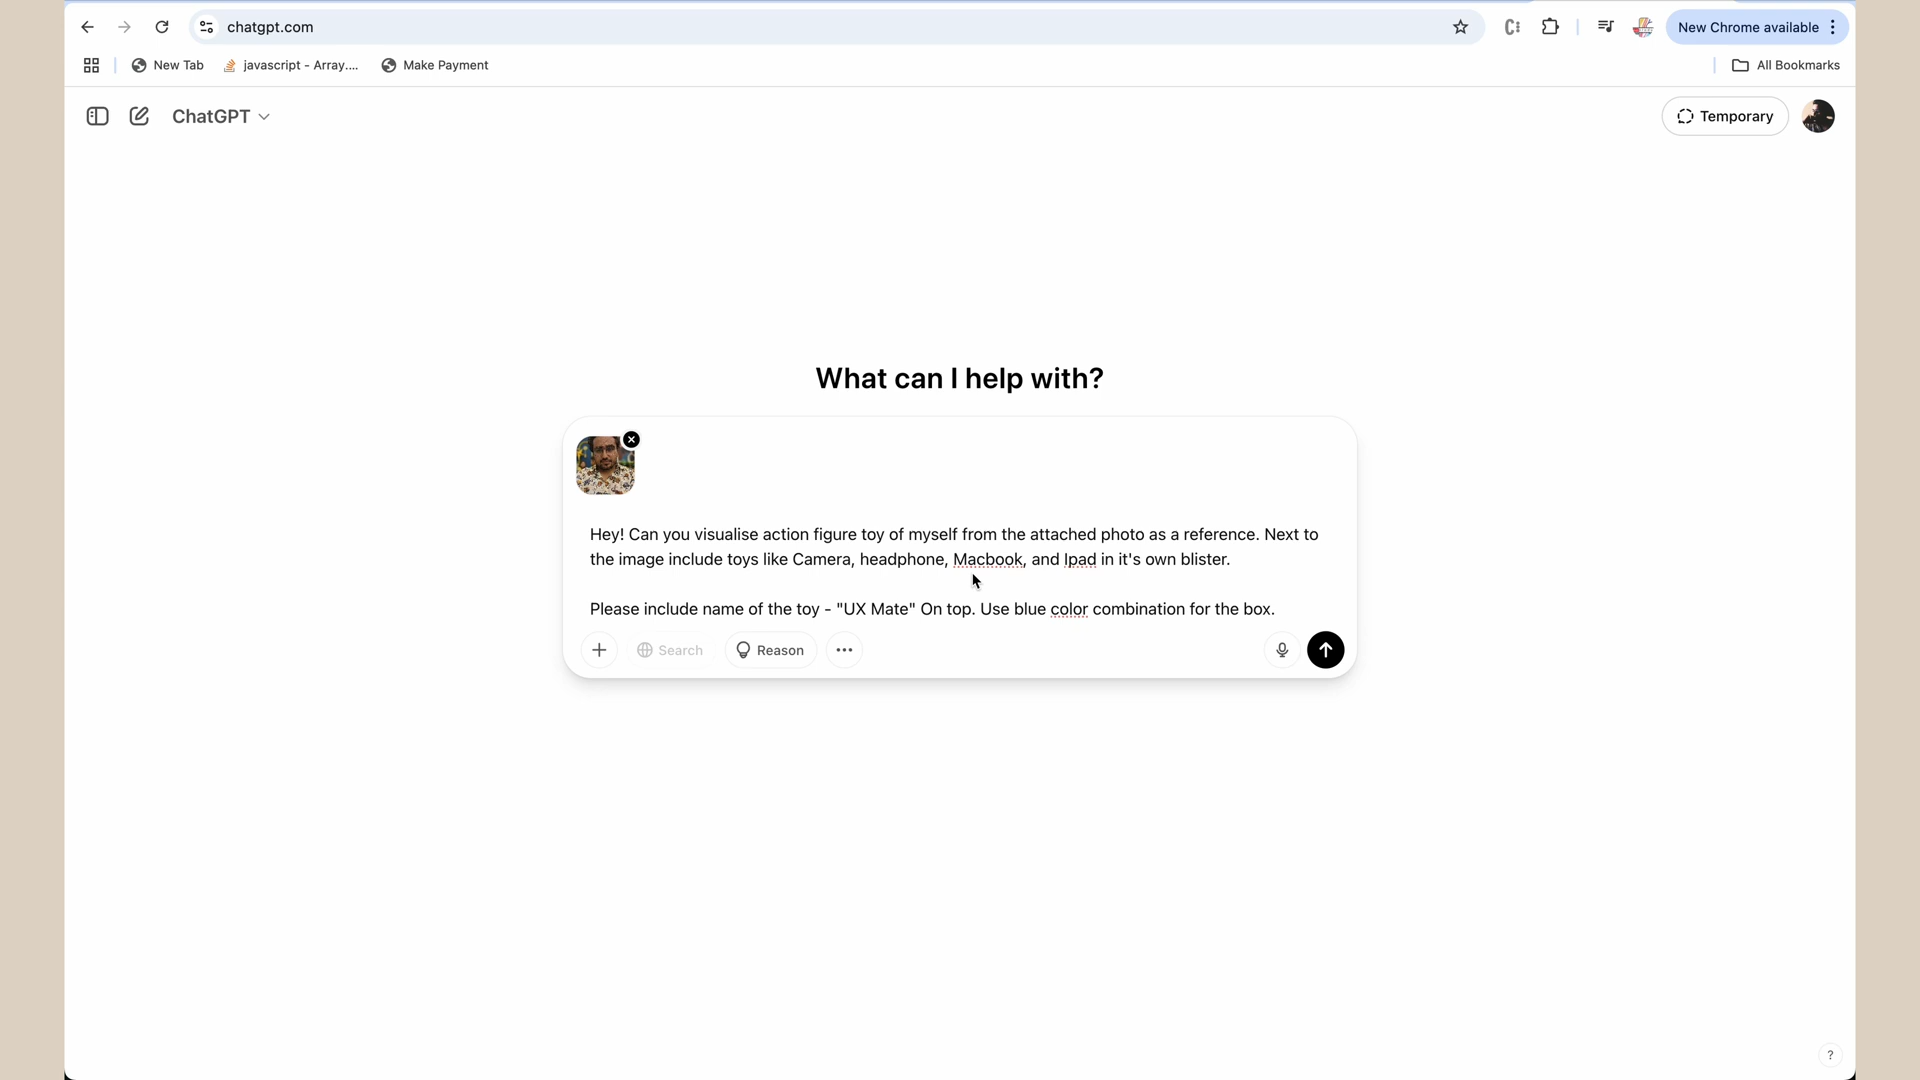 chatgpt.com
New Chrome available
New Tab
javascript - Array....
Make Payment
All Bookmarks
ChatGPT
Temporary
What can I help with?
Hey! Can you visualise action figure toy of myself from the attached photo as a reference. Next to
the image include toys like Camera, headphone, Macbook, and Ipad in it's own blister.
Please include name of the toy - "UX Mate" On top. Use blue color combination for the box.
Search
Reason
?